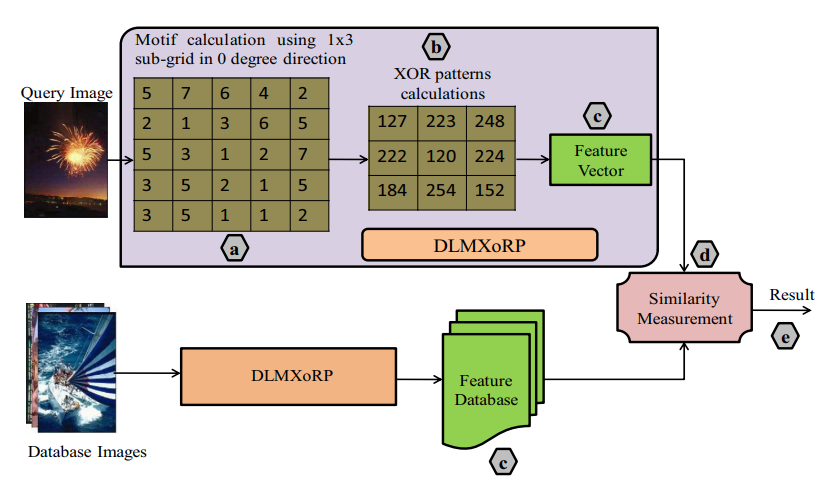 Motif calculation using 1x3
sub-grid in 0 degree direction
b
XOR patterns
calculations
Query Image
5 7 6 4 2
2 1 3 6 5
5 3 1 2 7
3 5 2 1 5
3 5 1 1 2
127 223 248
222 120 224
184 254 152
c
Feature
Vector
a
DLMXoRP
d
Similarity
Measurement
Result
e
DLMXoRP
Feature
Database
Database Images
c